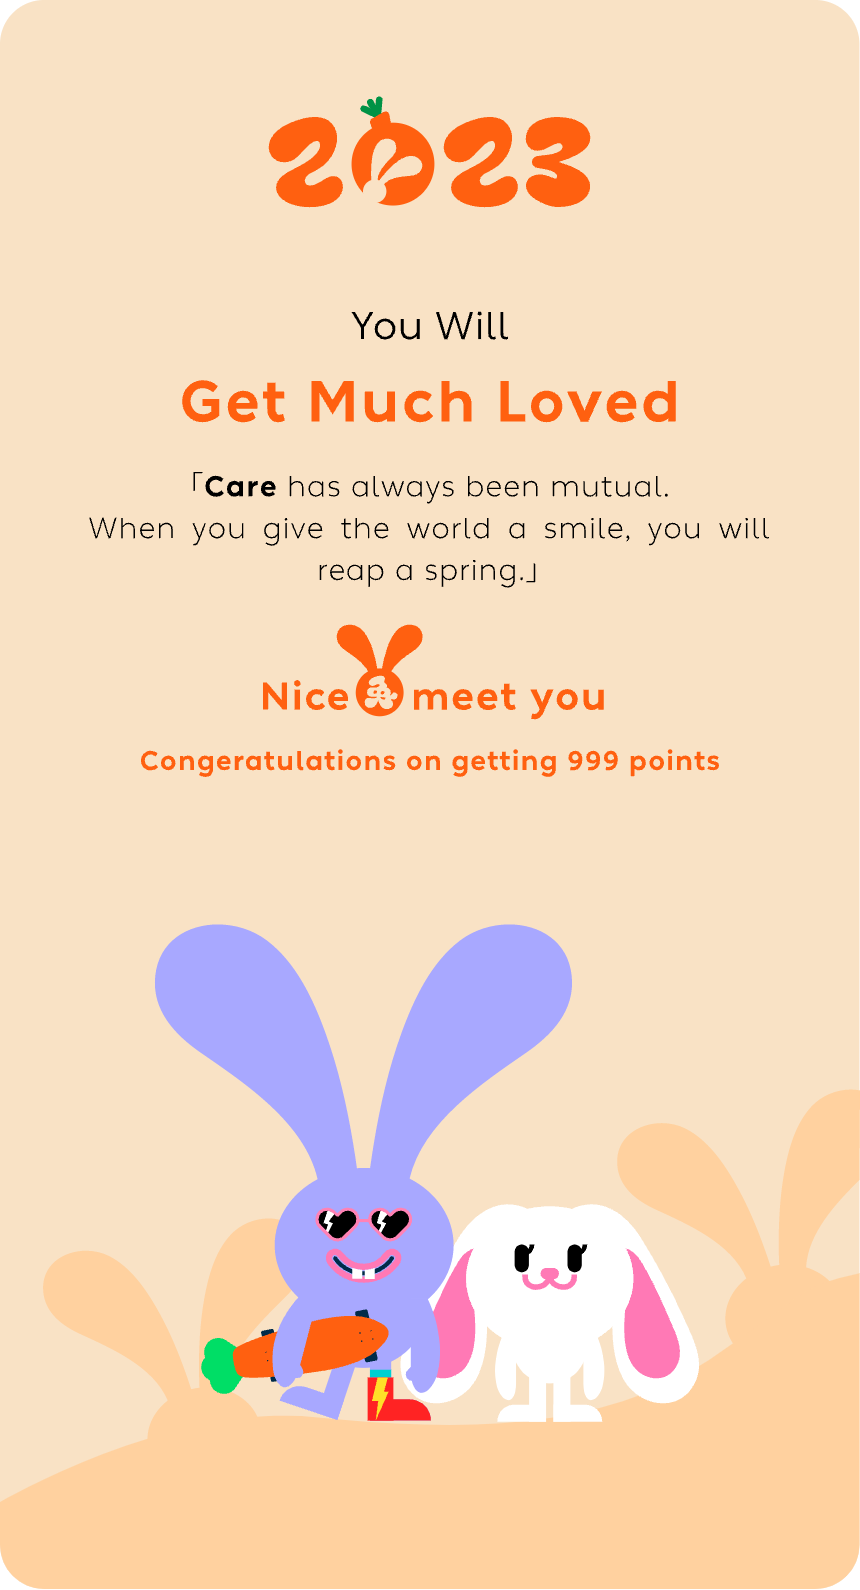 2023
You Will
Get Much Loved
「Care has always been mutual.
When you give the world a smile, you will
reap a spring.」
Nice 兔 meet you
Congeratulations on getting 999 points